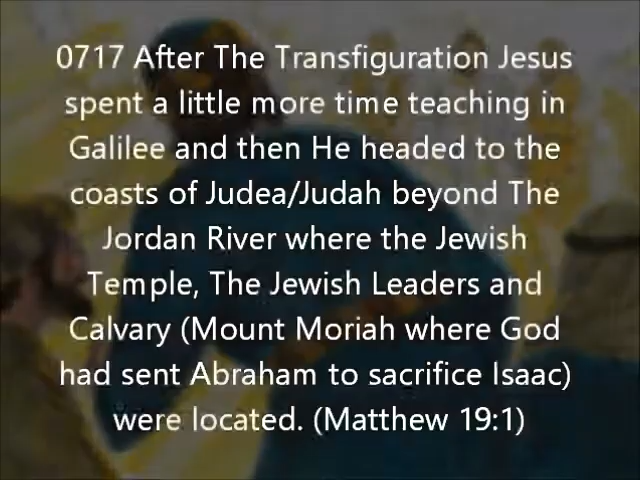 0717 After The Transfiguration Jesus
spent a little more time teaching in
Galilee and then He headed to the
coasts of Judea/Judah beyond The
Jordan River where the Jewish
Temple, The Jewish Leaders and
Calvary (Mount Moriah where God
had sent Abraham to sacrifice Isaac)
were located. (Matthew 19:1)